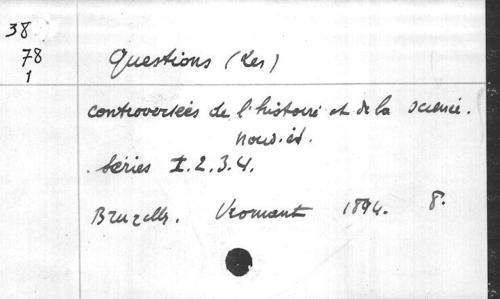 38
78
1
Questions (Les)
controversées de l'histoire et de la science.
nouv. éd.
Séries I.2.3.4.
Bruxelles. Vromant 1894. 8.